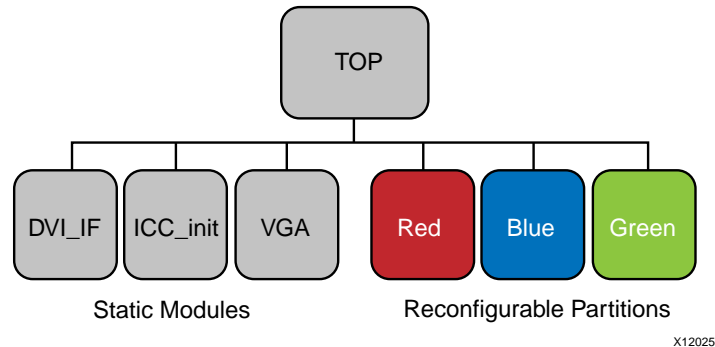 TOP
DVI_IF ICC_init VGA Red Blue Green
Static Modules Reconfigurable Partitions
X12025